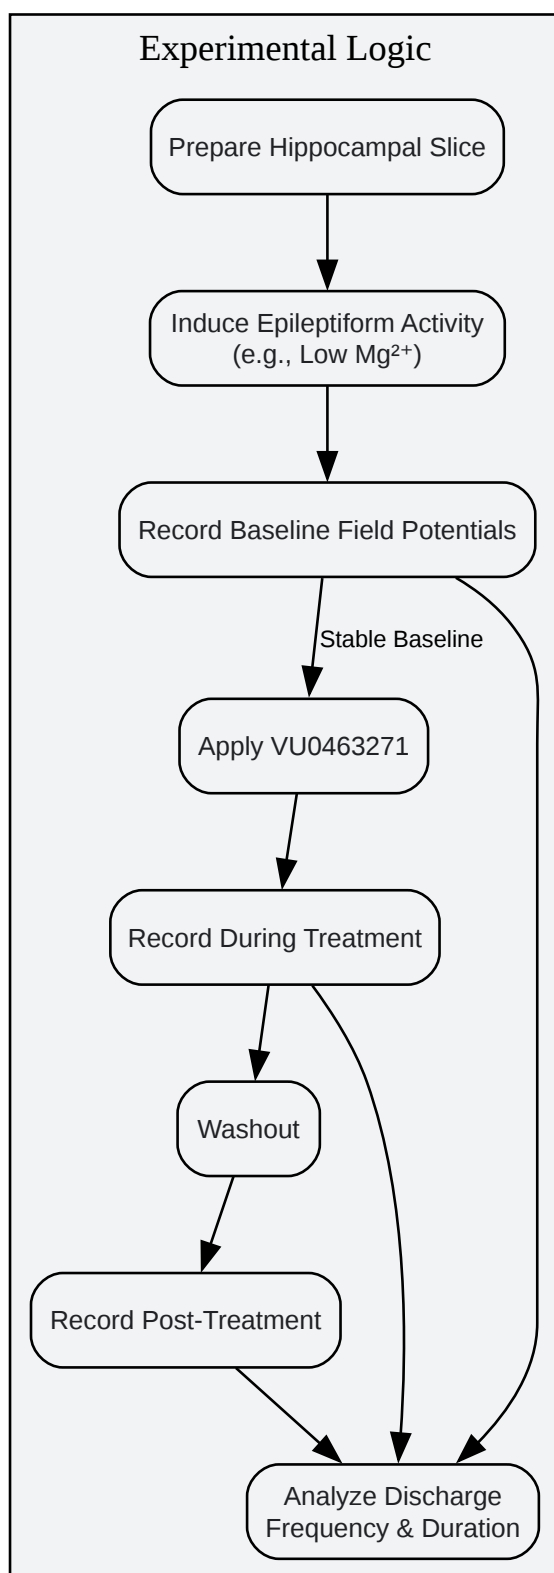 Experimental Logic
Prepare Hippocampal Slice
Induce Epileptiform Activity
(e.g., Low Mg²⁺)
Record Baseline Field Potentials
Stable Baseline
Apply VU0463271
Record During Treatment
Washout
Record Post-Treatment
Analyze Discharge
Frequency & Duration